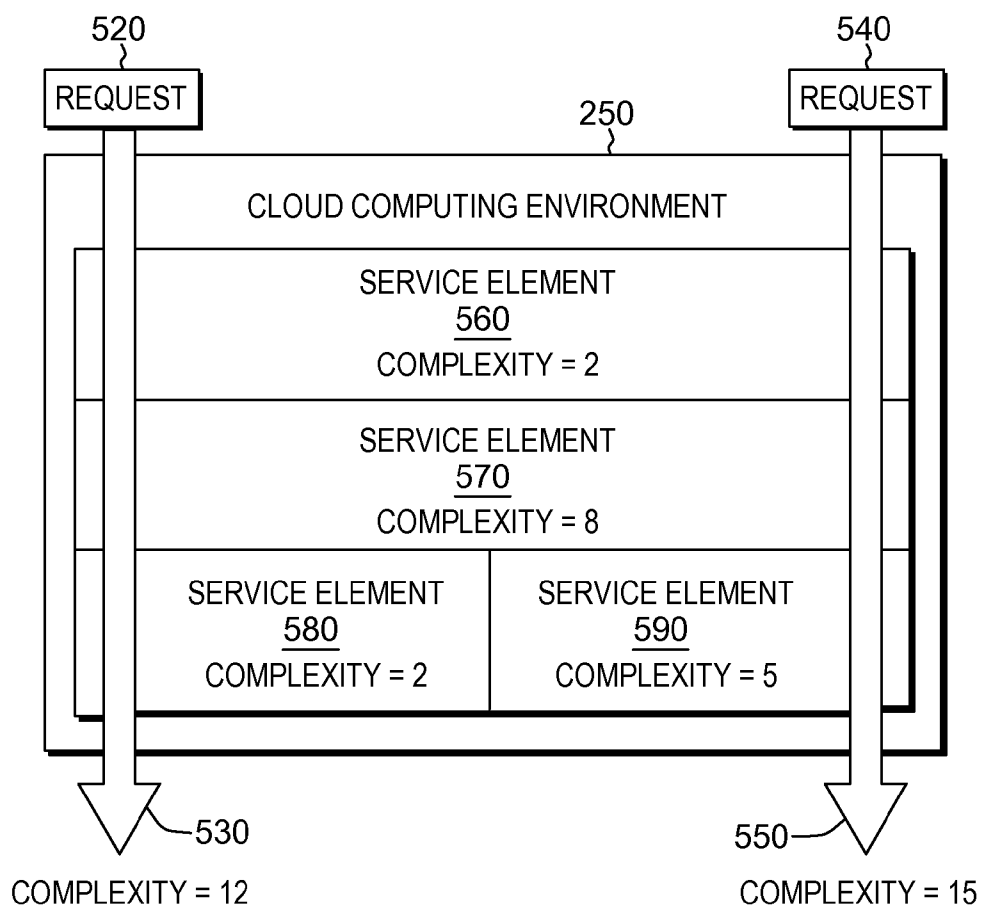 520
540
REQUEST
REQUEST
250
CLOUD COMPUTING ENVIRONMENT
SERVICE ELEMENT
560
COMPLEXITY = 2
SERVICE ELEMENT
570
COMPLEXITY = 8
SERVICE ELEMENT
580
COMPLEXITY = 2
SERVICE ELEMENT
590
COMPLEXITY = 5
530
550
COMPLEXITY = 12
COMPLEXITY = 15